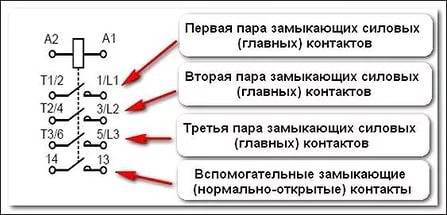 A2 A1
Первая пара замыкающих силовых
(главных) контактов
T1/2 1/L1
Вторая пара замыкающих силовых
(главных) контактов
T2/4 3/L2
Третья пара замыкающих силовых
(главных) контактов
T3/6 5/L3
14 13
Вспомогательные замыкающие
(нормально-открытые) контакты